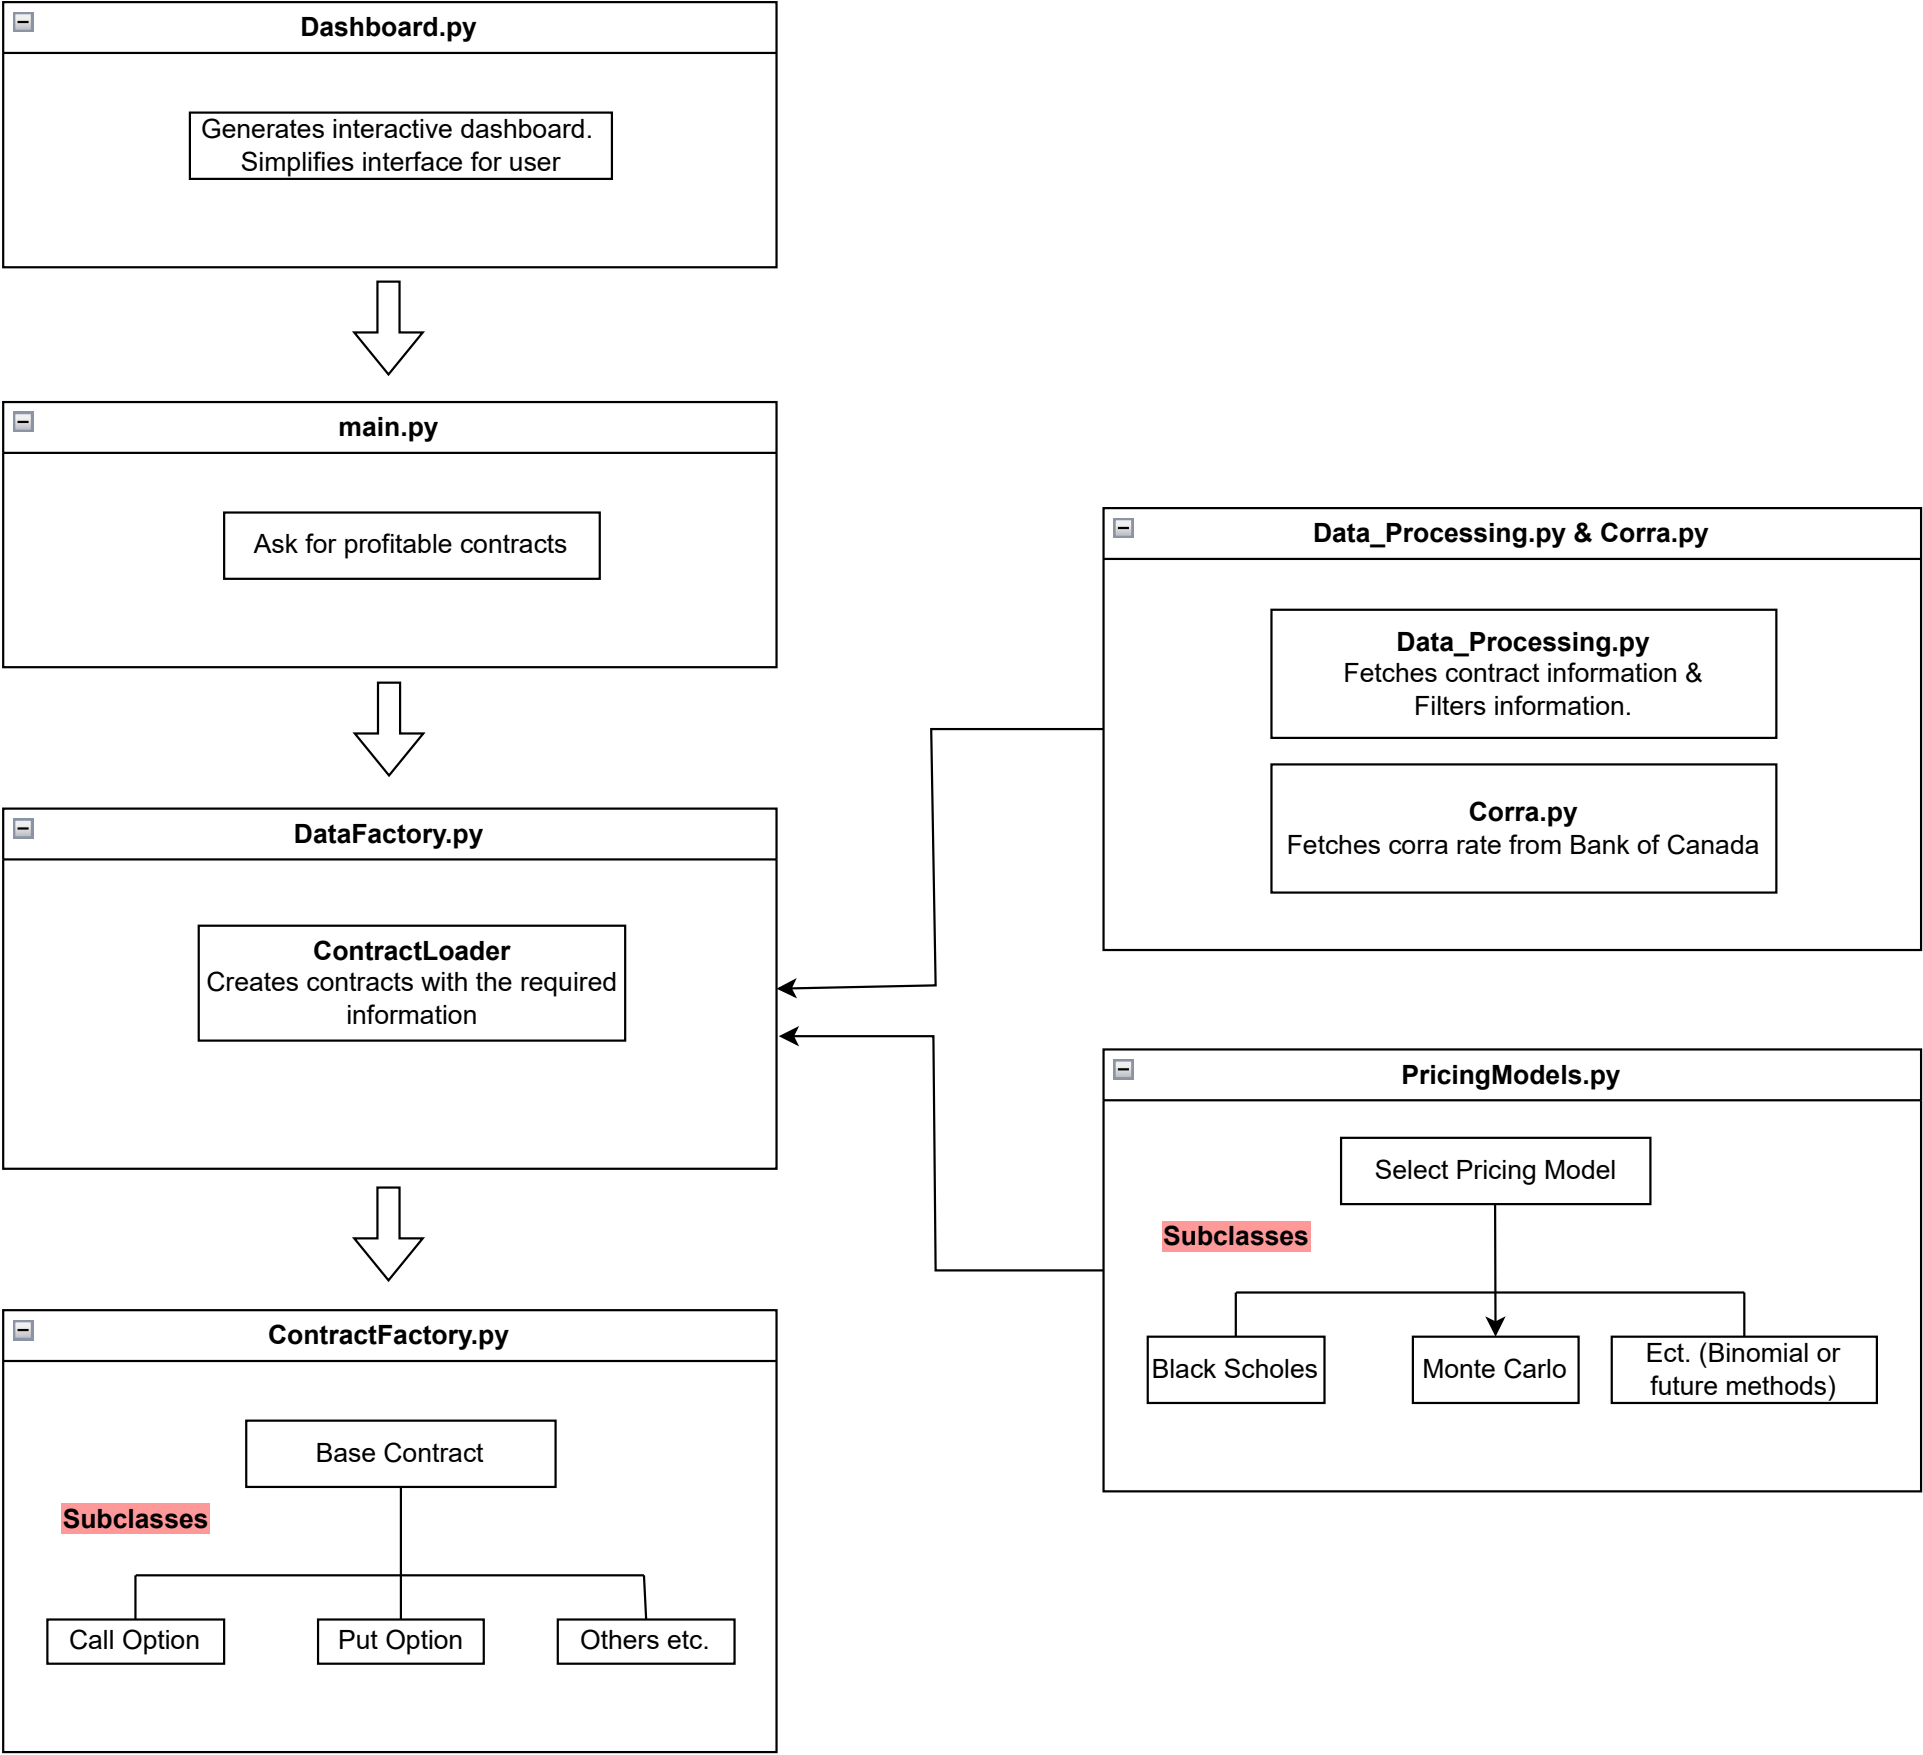 Dashboard.py
Generates interactive dashboard.
Simplifies interface for user
main.py
Ask for profitable contracts
DataFactory.py
ContractLoader
Creates contracts with the required
information
ContractFactory.py
Base Contract
Subclasses
Call Option
Put Option
Others etc.
Data_Processing.py & Corra.py
Data_Processing.py
Fetches contract information &
Filters information.
Corra.py
Fetches corra rate from Bank of Canada
PricingModels.py
Select Pricing Model
Subclasses
Black Scholes
Monte Carlo
Ect. (Binomial or
future methods)